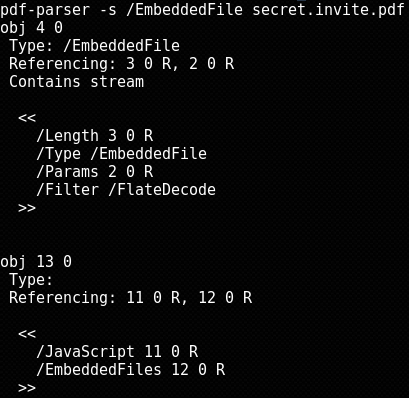 pdf-parser -s /EmbeddedFile secret.invite.pdf
obj 4 0
 Type: /EmbeddedFile
 Referencing: 3 0 R, 2 0 R
 Contains stream

  <<
    /Length 3 0 R
    /Type /EmbeddedFile
    /Params 2 0 R
    /Filter /FlateDecode
  >>


obj 13 0
 Type:
 Referencing: 11 0 R, 12 0 R

  <<
    /JavaScript 11 0 R
    /EmbeddedFiles 12 0 R
  >>